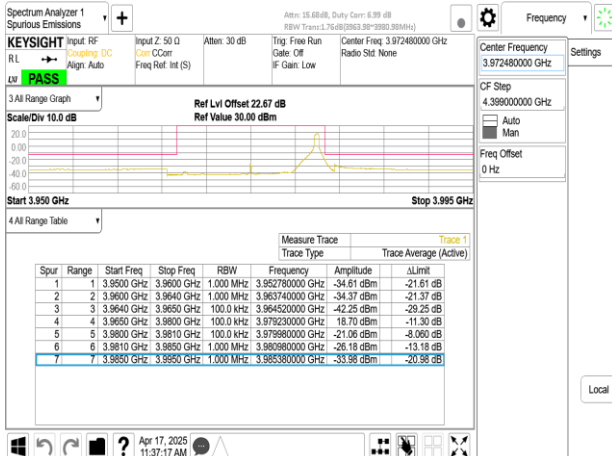 Spectrum Analyzer 1
Spurious Emissions
Attn: 15.68dB, Duty Corr: 6.99 dB
RBW Trans:1.76dB(3963.98~3980.98MHz)
Frequency
KEYSIGHT
RL
PASS
Input: RF
Coupling: DC
Align: Auto
Input Z: 50 Ω
Corr CCorr
Freq Ref: Int (S)
Atten: 30 dB
Trig: Free Run
Gate: Off
IF Gain: Low
Center Freq: 3.972480000 GHz
Radio Std: None
Center Frequency
3.972480000 GHz
Settings
CF Step
4.399000000 GHz
Auto
Man
Freq Offset
0 Hz
Local
3 All Range Graph
Scale/Div 10.0 dB
Ref Lvl Offset 22.67 dB
Ref Value 30.00 dBm
20.0
0.00
-20.0
-40.0
-60.0
Start 3.950 GHz
Stop 3.995 GHz
4 All Range Table
Measure Trace Trace 1
Trace Type Trace Average (Active)
Spur Range Start Freq Stop Freq RBW Frequency Amplitude ΔLimit
1 1 3.9500 GHz 3.9600 GHz 1.000 MHz 3.952780000 GHz -34.61 dBm -21.61 dB
2 2 3.9600 GHz 3.9640 GHz 1.000 MHz 3.963740000 GHz -34.37 dBm -21.37 dB
3 3 3.9640 GHz 3.9650 GHz 100.0 kHz 3.964520000 GHz -42.25 dBm -29.25 dB
4 4 3.9650 GHz 3.9800 GHz 100.0 kHz 3.979230000 GHz 18.70 dBm -11.30 dB
5 5 3.9800 GHz 3.9810 GHz 100.0 kHz 3.979980000 GHz -21.06 dBm -8.060 dB
6 6 3.9810 GHz 3.9850 GHz 1.000 MHz 3.980980000 GHz -26.18 dBm -13.18 dB
7 7 3.9850 GHz 3.9950 GHz 1.000 MHz 3.985380000 GHz -33.98 dBm -20.98 dB
Apr 17, 2025
11:37:17 AM